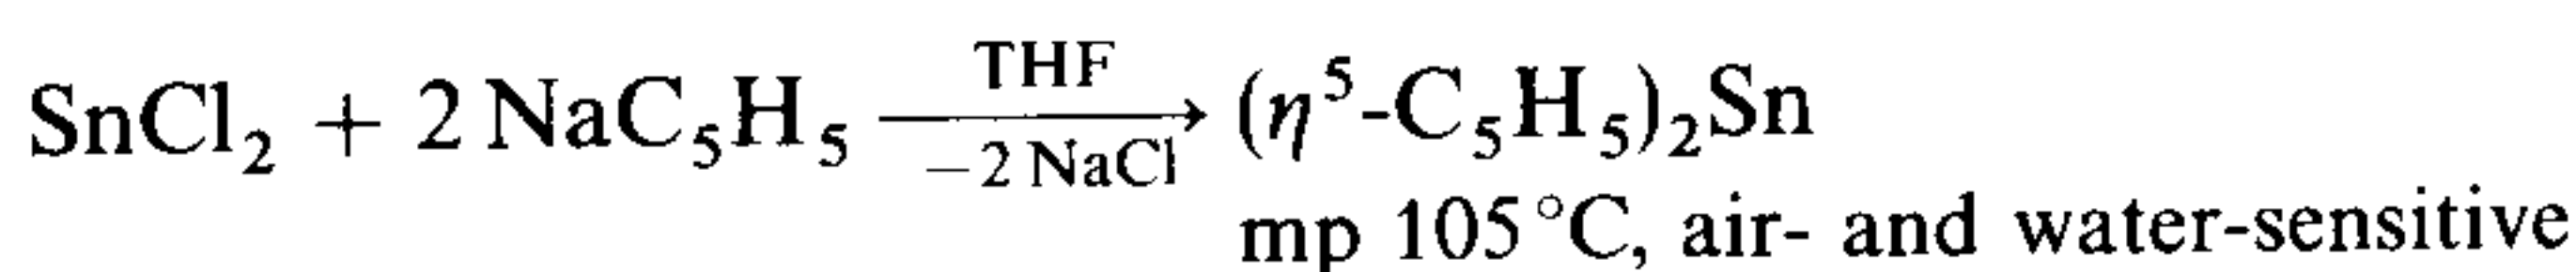 THF
SnCl₂ + 2 NaC₅H₅ ⟶ (η⁵-C₅H₅)₂Sn
−2 NaCl
mp 105 °C, air- and water-sensitive